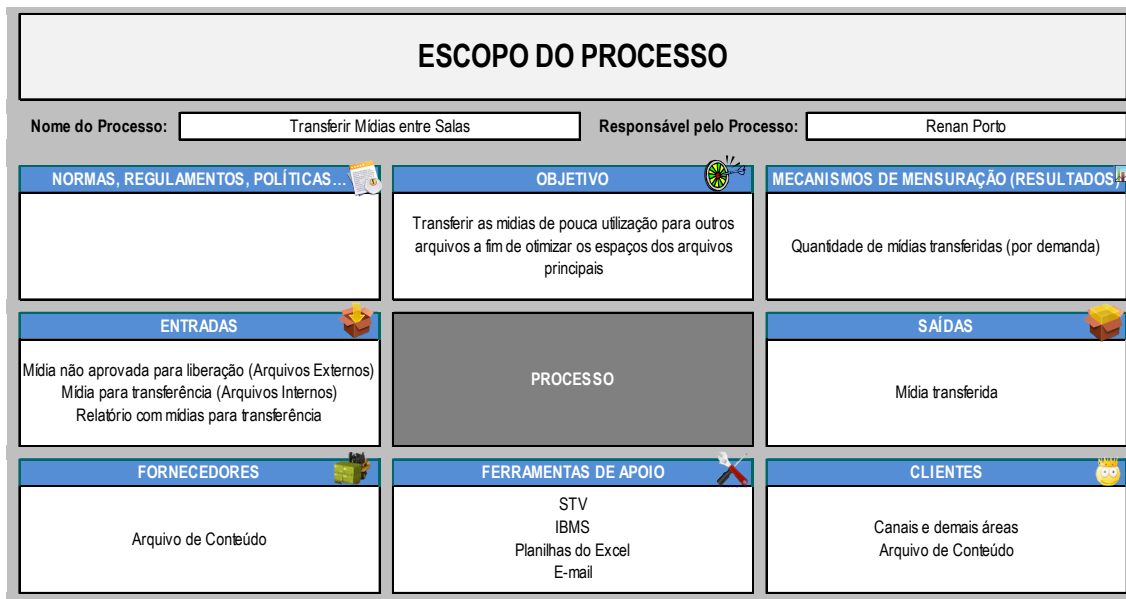 ESCOPO DO PROCESSO
Nome do Processo: Transferir Mídias entre Salas Responsável pelo Processo: Renan Porto
NORMAS, REGULAMENTOS, POLÍTICAS...
OBJETIVO
Transferir as midias de pouca utilização para outros
arquivos a fim de otimizar os espaços dos arquivos
principais
MECANISMOS DE MENSURAÇÃO (RESULTADOS)
Quantidade de mídias transferidas (por demanda)
ENTRADAS
Mídia não aprovada para liberação (Arquivos Externos)
Mídia para transferência (Arquivos Internos)
Relatório com mídias para transferência
PROCESSO
SAÍDAS
Mídia transferida
FORNECEDORES
Arquivo de Conteúdo
FERRAMENTAS DE APOIO
STV
IBMS
Planilhas do Excel
E-mail
CLIENTES
Canais e demais áreas
Arquivo de Conteúdo